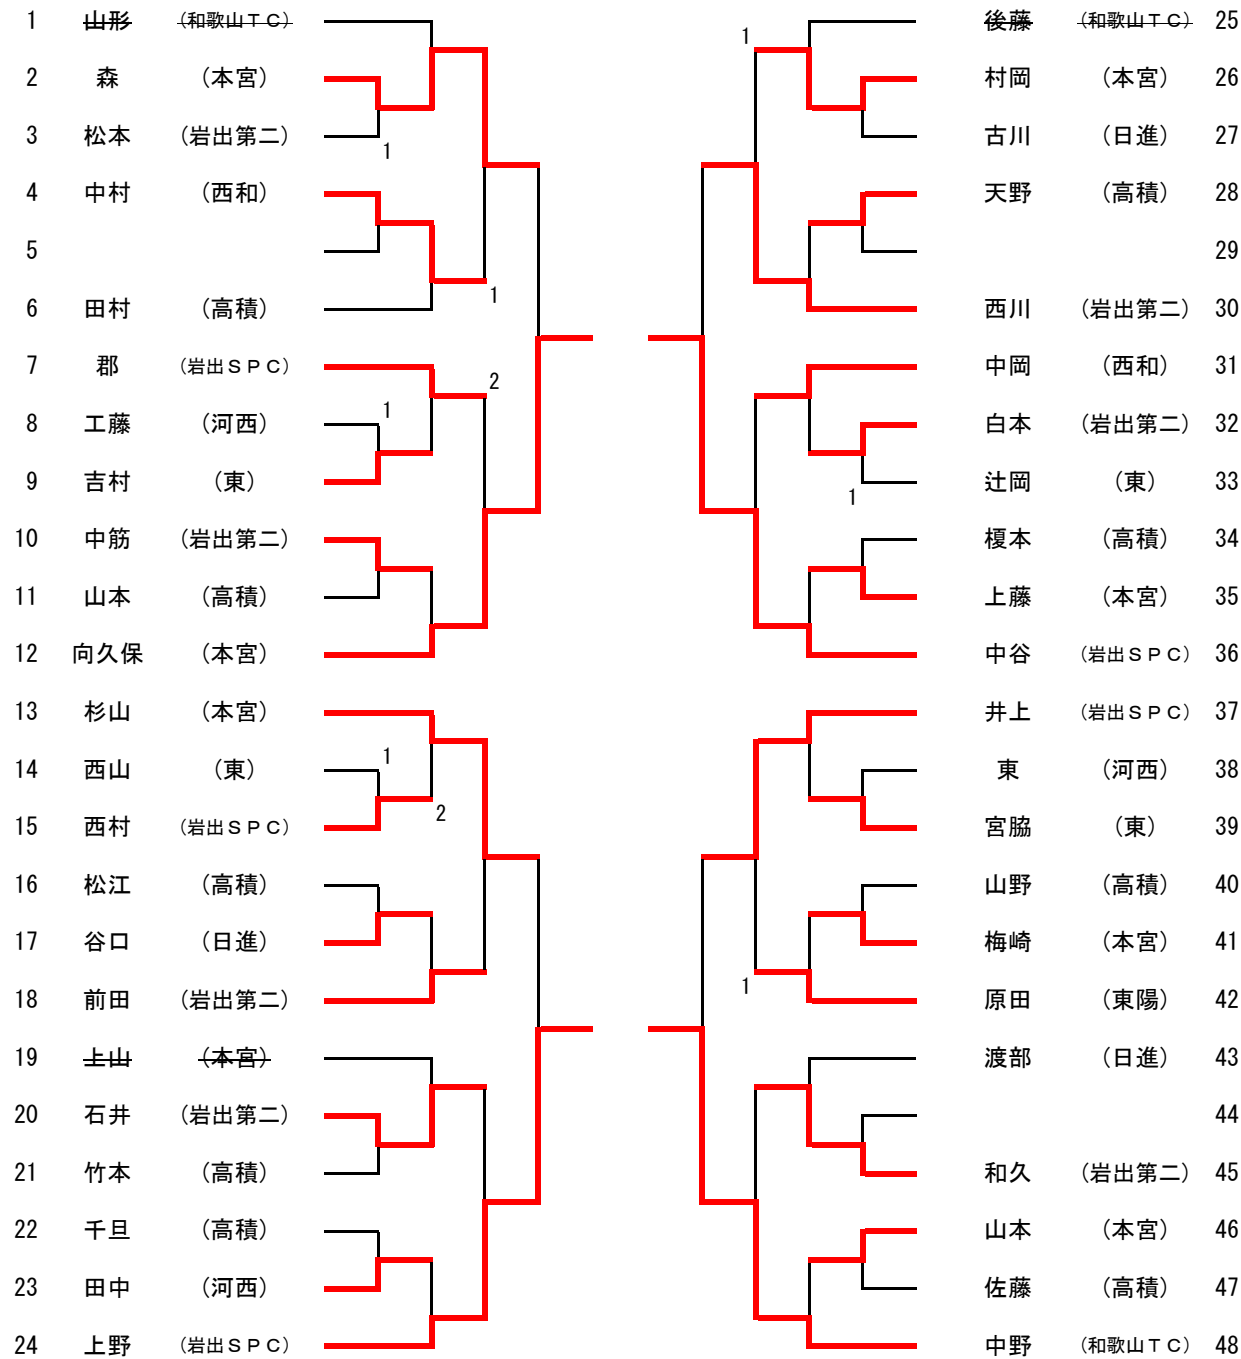 1 山形 (和歌山TC)
後藤 (和歌山TC) 25
1
2 森 (本宮)
村岡 (本宮) 26
3 松本 (岩出第二)
古川 (日進) 27
1
4 中村 (西和)
天野 (高積) 28
5
29
1
6 田村 (高積)
西川 (岩出第二) 30
7 郡 (岩出SPC)
中岡 (西和) 31
2
1
8 工藤 (河西)
白本 (岩出第二) 32
9 吉村 (東)
辻岡 (東) 33
1
10 中筋 (岩出第二)
榎本 (高積) 34
11 山本 (高積)
上藤 (本宮) 35
12 向久保 (本宮)
中谷 (岩出SPC) 36
13 杉山 (本宮)
井上 (岩出SPC) 37
1
14 西山 (東)
東 (河西) 38
2
15 西村 (岩出SPC)
宮脇 (東) 39
16 松江 (高積)
山野 (高積) 40
17 谷口 (日進)
梅崎 (本宮) 41
1
18 前田 (岩出第二)
原田 (東陽) 42
19 上山 (本宮)
渡部 (日進) 43
20 石井 (岩出第二)
44
21 竹本 (高積)
和久 (岩出第二) 45
22 千旦 (高積)
山本 (本宮) 46
23 田中 (河西)
佐藤 (高積) 47
24 上野 (岩出SPC)
中野 (和歌山TC) 48